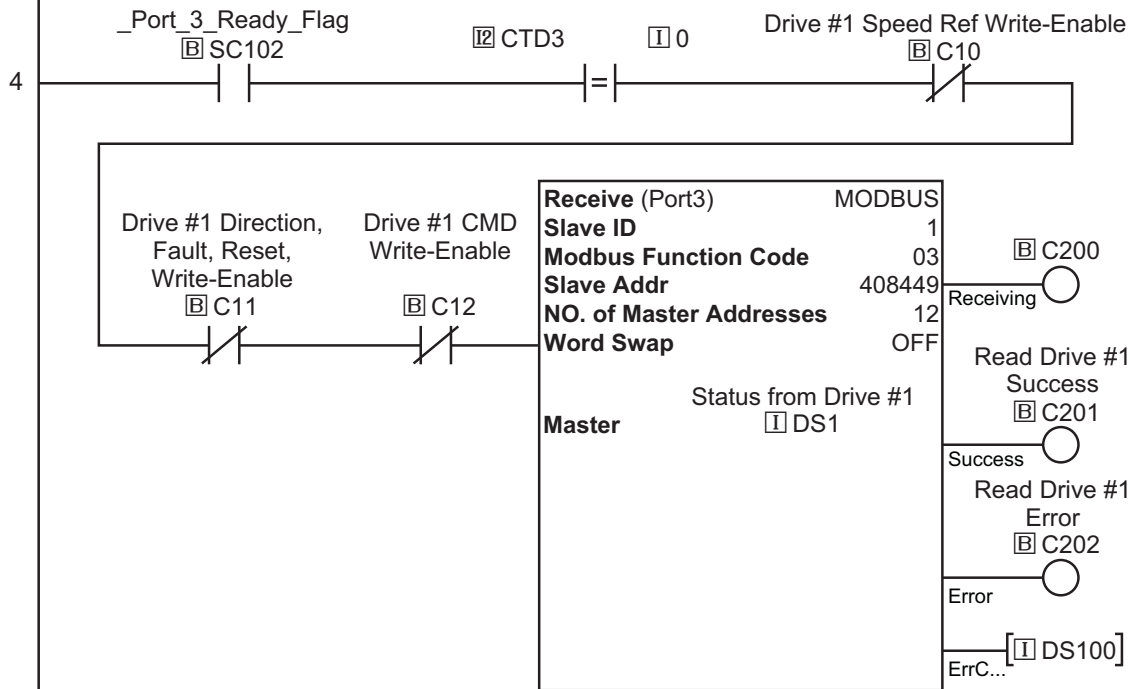 _Port_3_Ready_Flag
B SC102
I2 CTD3
I 0
Drive #1 Speed Ref Write-Enable
B C10
4
=
Drive #1 Direction,
Fault, Reset,
Write-Enable
B C11
Drive #1 CMD
Write-Enable
B C12
Receive (Port3) MODBUS
Slave ID 1
Modbus Function Code 03
Slave Addr 408449
NO. of Master Addresses 12
Word Swap OFF
Status from Drive #1
Master I DS1
B C200
Receiving
Read Drive #1
Success
B C201
Success
Read Drive #1
Error
B C202
Error
[I DS100]
ErrC...